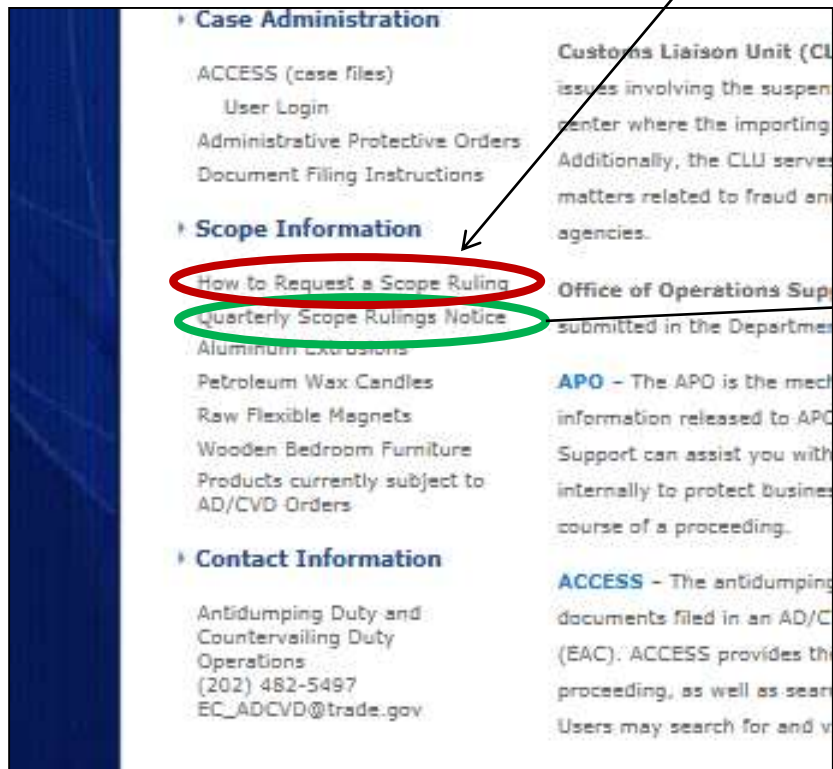 Case Administration
ACCESS (case files)
User Login
Administrative Protective Orders
Document Filing Instructions
Scope Information
How to Request a Scope Ruling
Quarterly Scope Rulings Notice
Aluminum Extrusions
Petroleum Wax Candles
Raw Flexible Magnets
Wooden Bedroom Furniture
Products currently subject to
AD/CVD Orders
Contact Information
Antidumping Duty and
Countervailing Duty
Operations
(202) 482-5497
EC_ADCVD@trade.gov
Customs Liaison Unit (CL
issues involving the suspen
center where the importing
Additionally, the CLU serves
matters related to fraud an
agencies.
Office of Operations Sup
submitted in the Departme
APO – The APO is the mech
information released to APO
Support can assist you with
internally to protect busines
course of a proceeding.
ACCESS – The antidumping
documents filed in an AD/C
(EAC). ACCESS provides the
proceeding, as well as sear
Users may search for and v